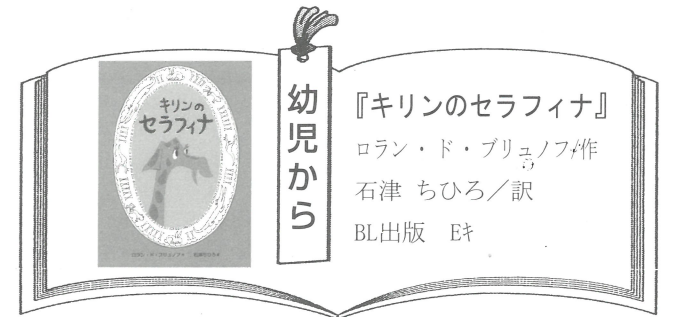 キリンの
セラフィナ
幼児から
『キリンのセラフィナ』
ロラン・ド・ブリュノフ/作
石津 ちひろ/訳
BL出版 Eキ